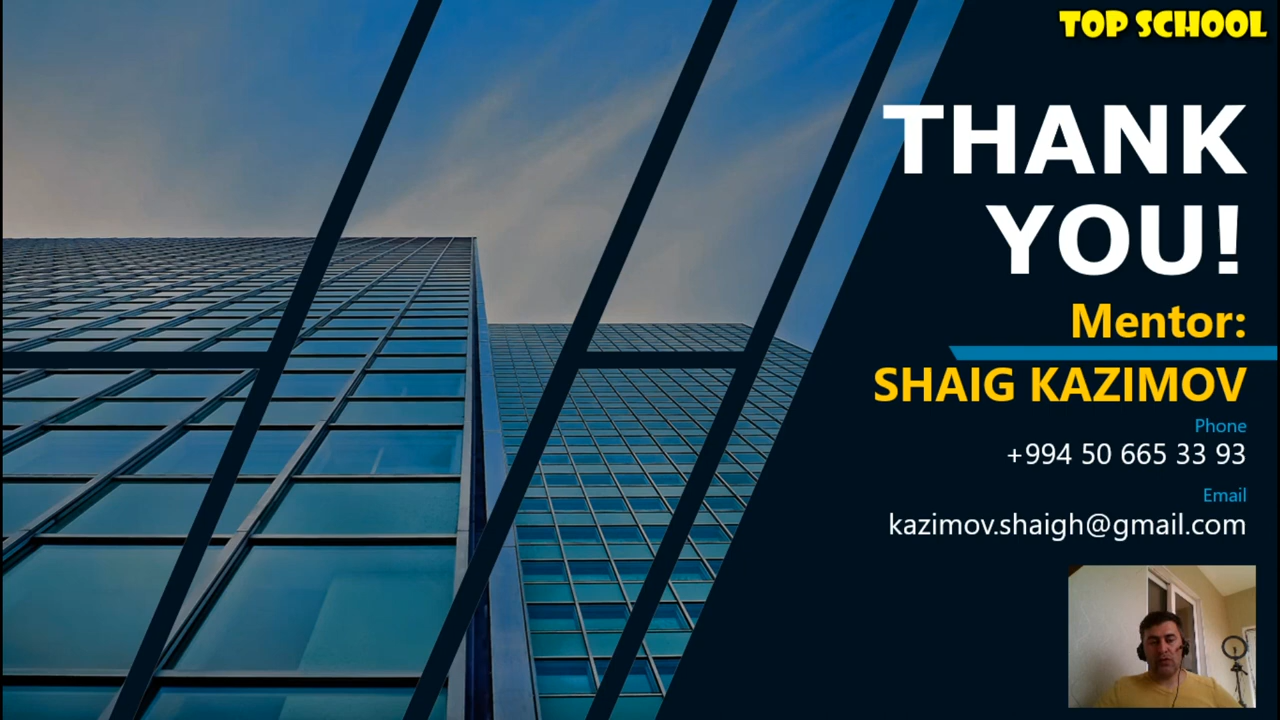 TOP SCHOOL
THANK
YOU!
Mentor:
SHAIG KAZIMOV
Phone
+994 50 665 33 93
Email
kazimov.shaigh@gmail.com